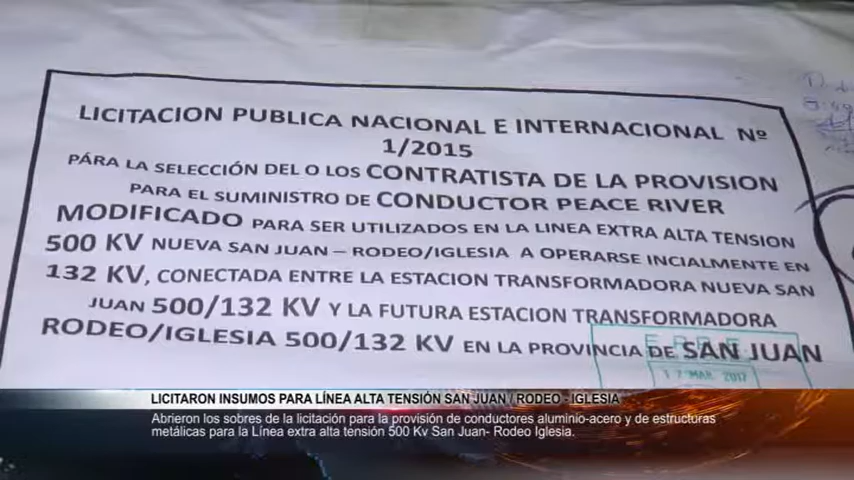 LICITACION PUBLICA NACIONAL E INTERNACIONAL Nº
1/2015
PÁRA LA SELECCIÓN DEL O LOS CONTRATISTA DE LA PROVISION
PARA EL SUMINISTRO DE CONDUCTOR PEACE RIVER
MODIFICADO PARA SER UTILIZADOS EN LA LINEA EXTRA ALTA TENSION
500 KV NUEVA SAN JUAN – RODEO/IGLESIA A OPERARSE INCIALMENTE EN
132 KV, CONECTADA ENTRE LA ESTACION TRANSFORMADORA NUEVA SAN
JUAN 500/132 KV Y LA FUTURA ESTACION TRANSFORMADORA
RODEO/IGLESIA 500/132 KV EN LA PROVINCIA DE SAN JUAN
17 MAR 2017
LICITARON INSUMOS PARA LÍNEA ALTA TENSIÓN SAN JUAN / RODEO - IGLESIA
Abrieron los sobres de la licitación para la provisión de conductores aluminio-acero y de estructuras
metálicas para la Línea extra alta tensión 500 Kv San Juan- Rodeo Iglesia.